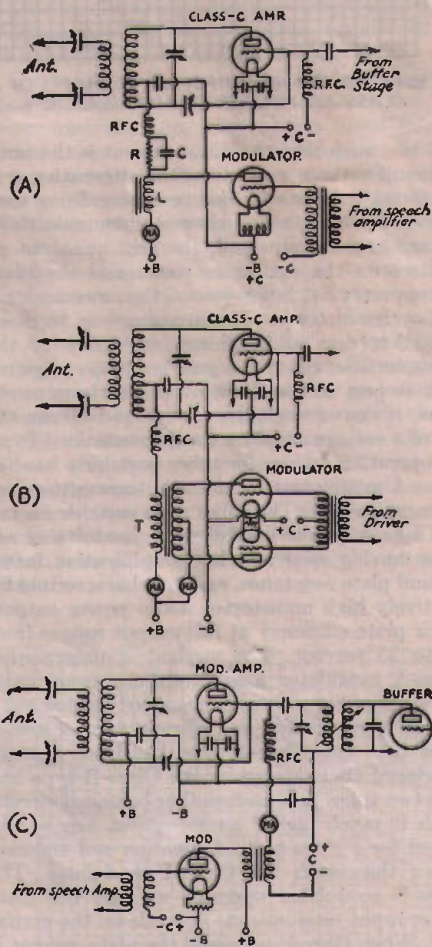 CLASS-C AMR.
Ant.
From
Buffer
Stage
R.F.C.
RFC
+C-
R
C
MODULATOR
(A)
L
From speech
amplifier
MA
+B
-B
+C
-C
CLASS-C AMP.
Ant.
RFC
RFC
+C-
MODULATOR
(B)
T
+C-
From
Driver
MA
MA
+B
-B
MOD. AMP.
BUFFER
Ant.
RFC
+B
-B
MA
(C)
+
C
-
MOD
From speech Amp.
-C+
-B
+B